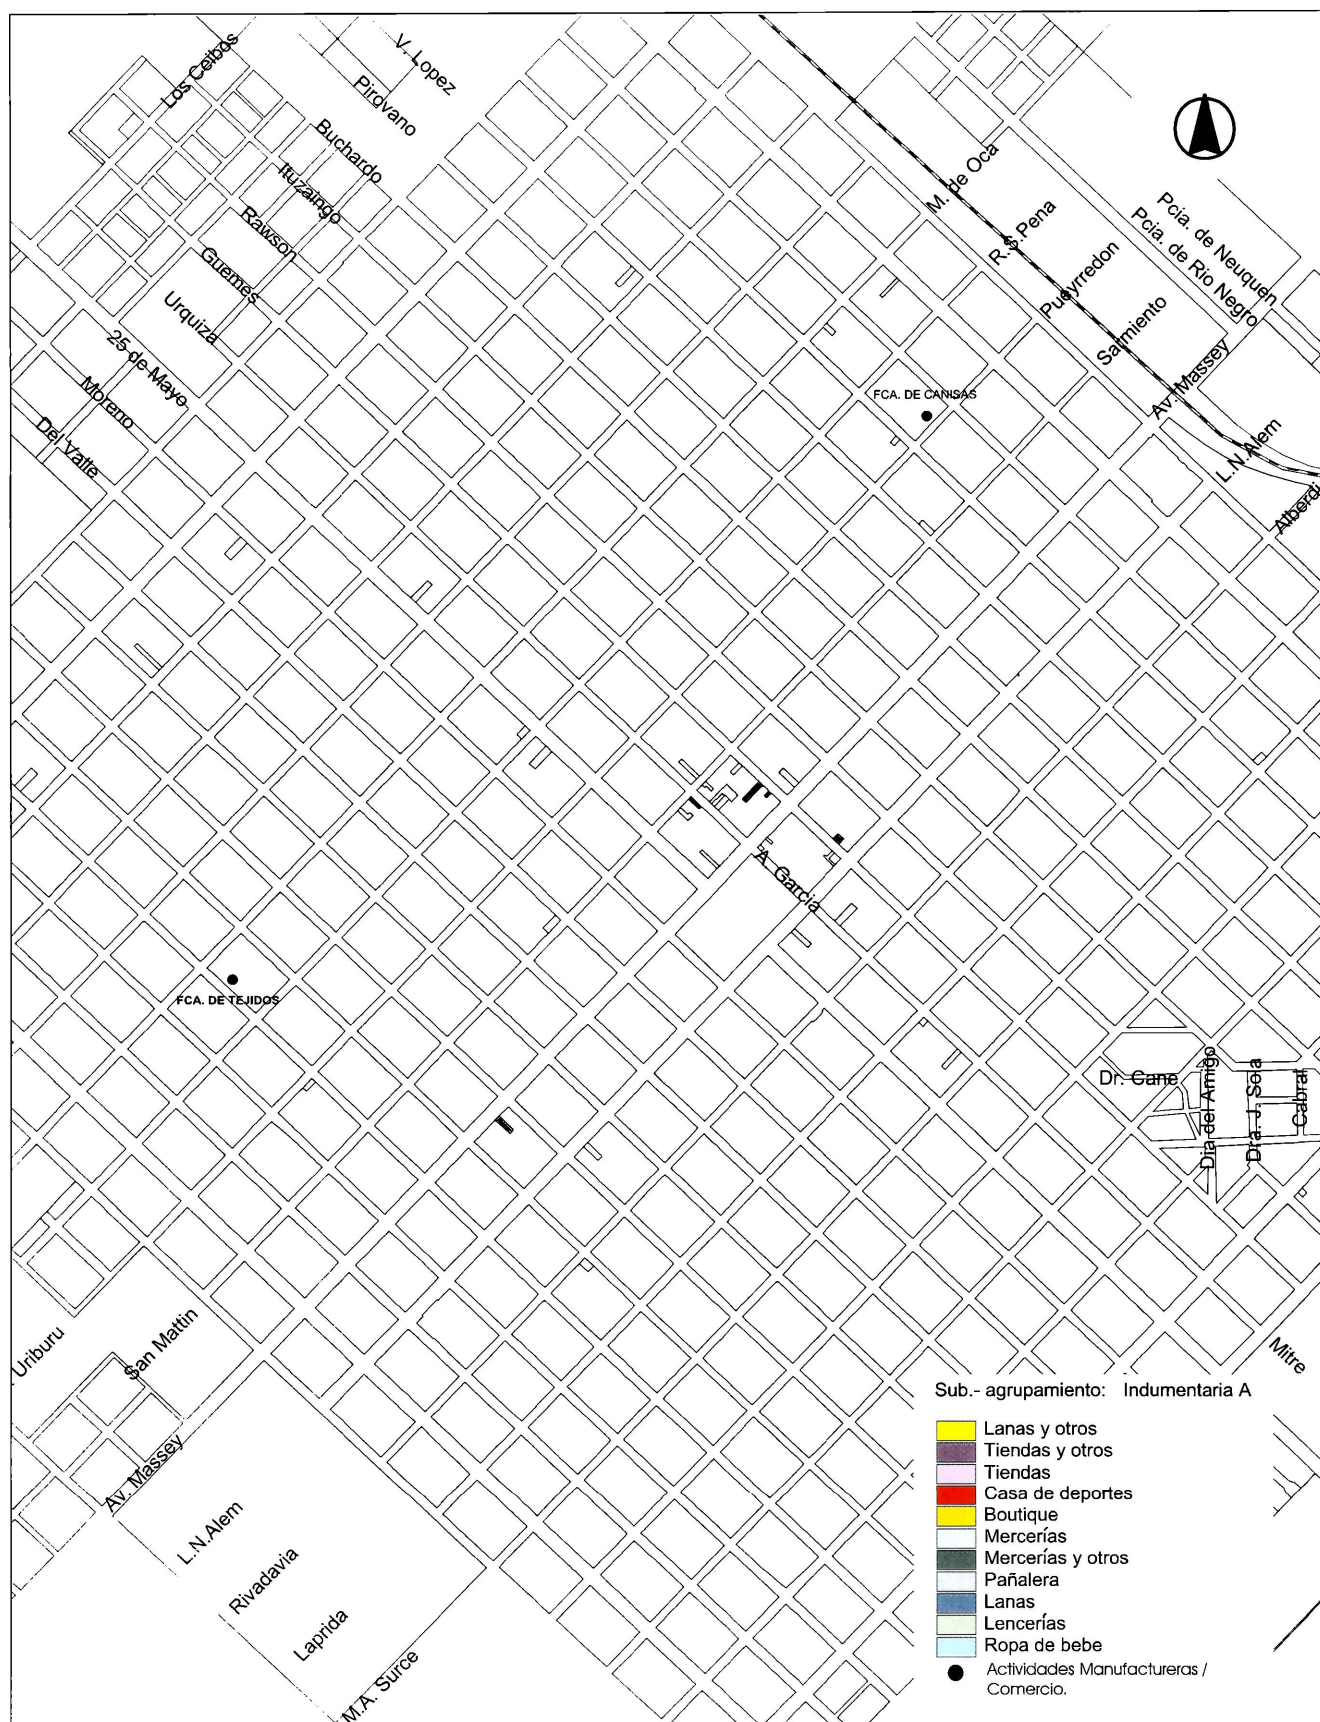 Los Ceibos
V. Lopez
Pirovano
Buchardo
Ituzaingo
Rawson
Guemes
Urquiza
25 de Mayo
Moreno
Del Valle
M. de Oca
R.S.Pena
Pueyrredon
Sarmiento
Pcia. de Neuquen
Pcia. de Rio Negro
Av. Massey
L.N.Alem
Alberdi
FCA. DE CANISAS
A. Garcia
FCA. DE TEJIDOS
Dr. Cane
Dia del Amigo
Dra. J. Sola
Cabral
Mitre
Uriburu
San Mattin
Av. Massey
L.N.Alem
Rivadavia
Laprida
M.A. Surce
Sub.- agrupamiento: Indumentaria A
Lanas y otros
Tiendas y otros
Tiendas
Casa de deportes
Boutique
Mercerías
Mercerías y otros
Pañalera
Lanas
Lencerías
Ropa de bebe
Actividades Manufactureras /
Comercio.